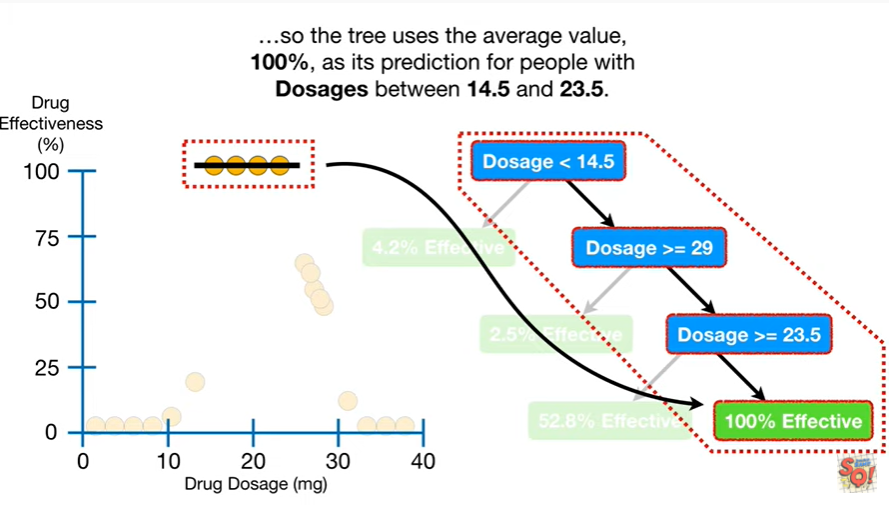 …so the tree uses the average value,
100%, as its prediction for people with
Dosages between 14.5 and 23.5.
Drug
Effectiveness
(%)
100
75
50
25
0
0 10 20 30 40
Drug Dosage (mg)
Dosage < 14.5
4.2% Effective
Dosage >= 29
2.5% Effective
Dosage >= 23.5
52.8% Effective
100% Effective
SQ!